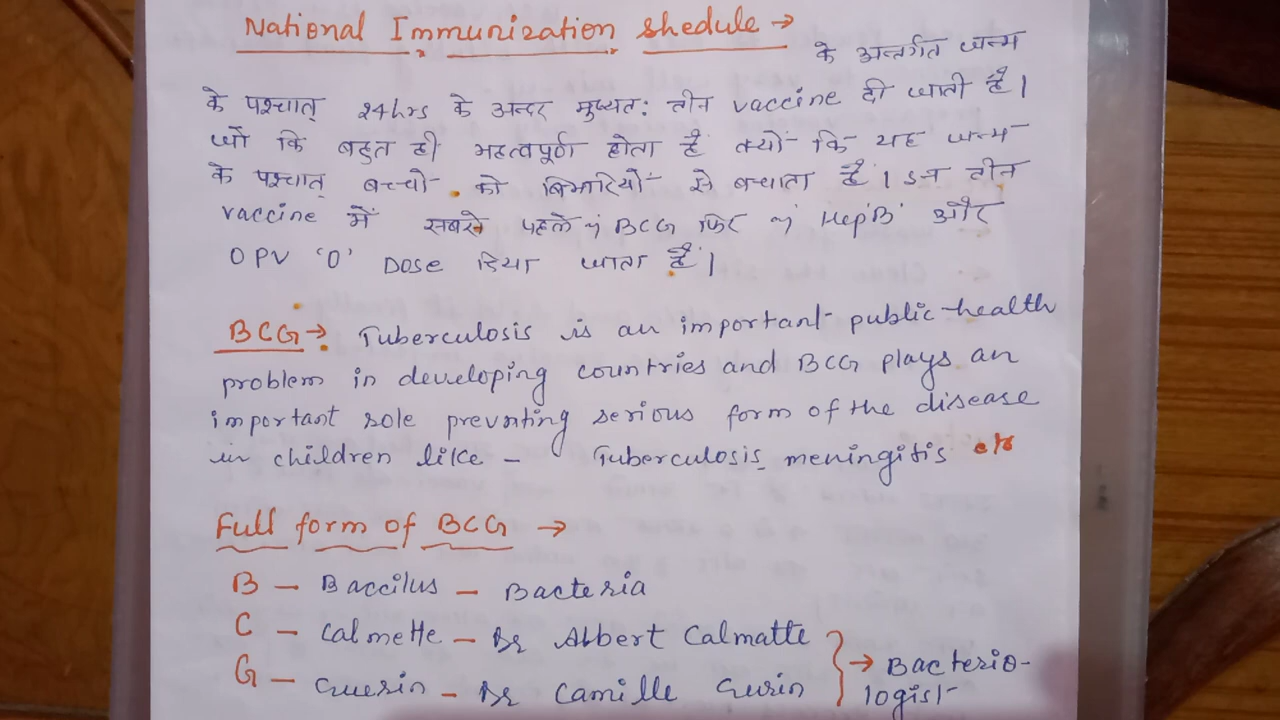 National Immunization shedule →
के अन्तर्गत जन्म
के पश्चात् 24hrs के अन्दर मुख्यतः तीन vaccine दी जाती है।
जो कि बहुत ही महत्वपूर्ण होता है क्यों कि यह जन्म
के पश्चात् बच्चो को बिमारियो से बचाता है। इन तीन
vaccine में सबसे पहले BCG फिर Hep'B' और
OPV 'O' DOSE दिया जाता है।
BCG → Tuberculosis is an important public-health
problem in developing countries and BCG plays an
important role prevnting serious form of the disease
in children like - Tuberculosis meningitis etc
Full form of BCG →
B - Baccilus - Bacteria
C - Calmette - Dr Albert Calmatte
G - Guerin - Dr Camille Gurin
} → Bacterio-
logist